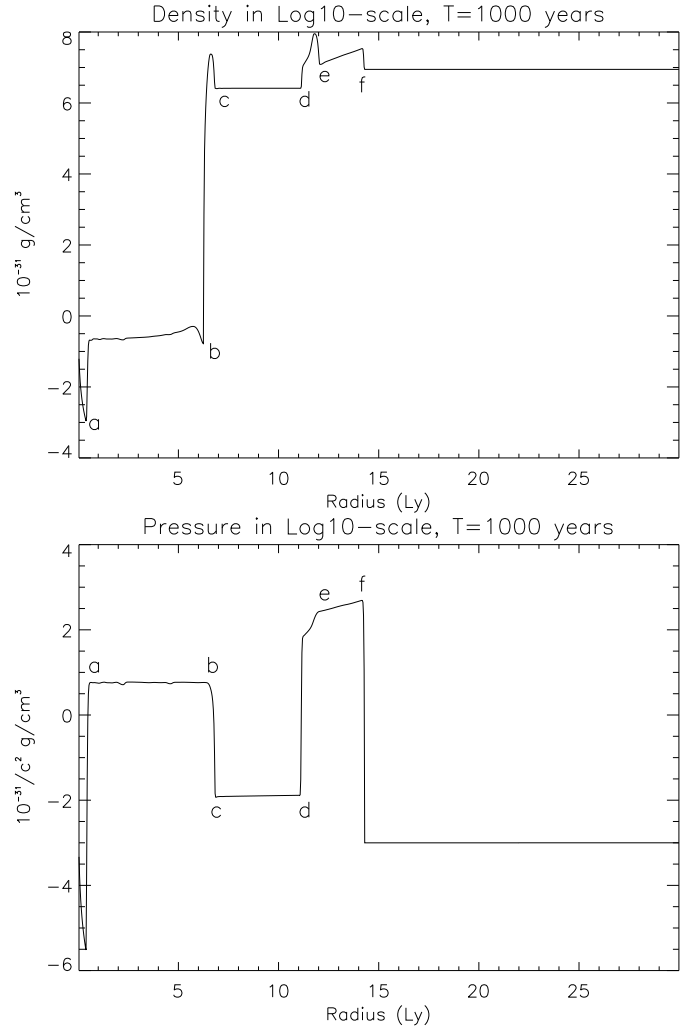 Density in Log10-scale, T=1000 years
10⁻³¹ g/cm³
8
6
4
2
0
-2
-4
a
b
c
d
e
f
5 10 15 20 25
Radius (Ly)
Pressure in Log10-scale, T=1000 years
10⁻³¹/c² g/cm³
4
2
0
-2
-4
-6
a
b
c
d
e
f
5 10 15 20 25
Radius (Ly)